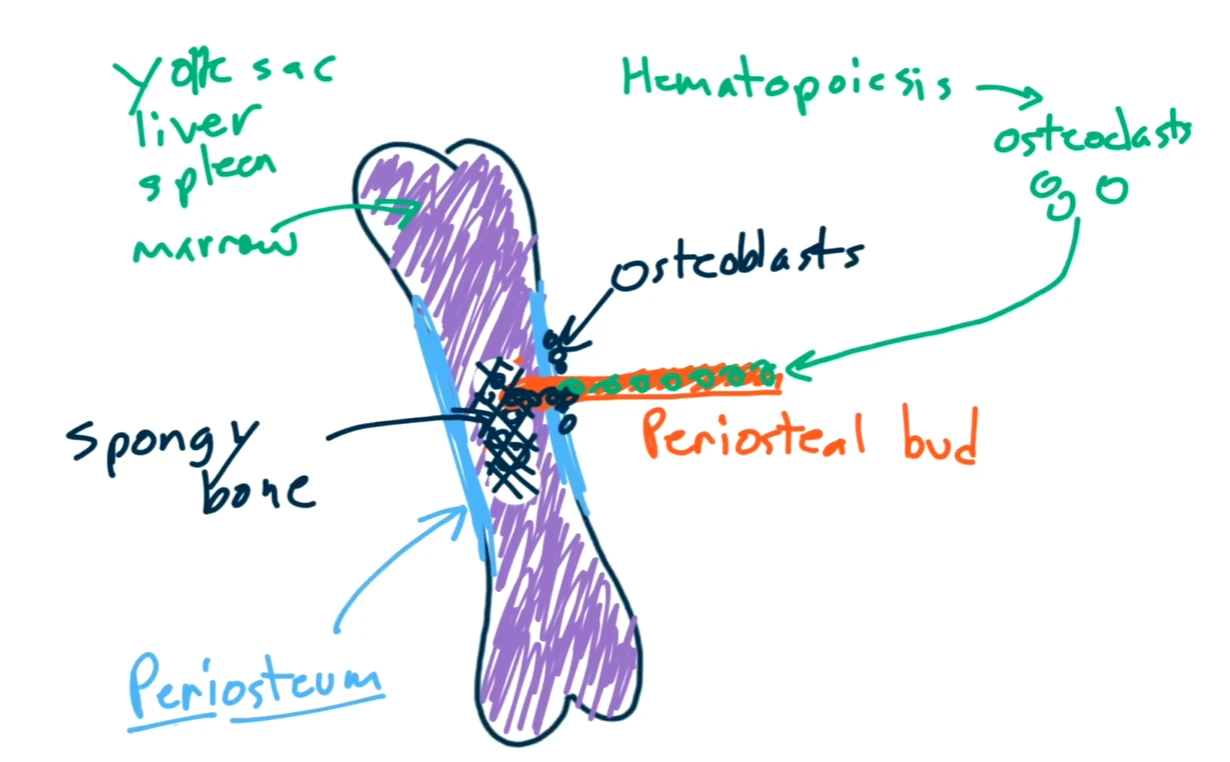 Yolk sac
liver
spleen
marrow
Hematopoiesis
osteoclasts
osteoblasts
Spongy
bone
Periosteal bud
Periosteum